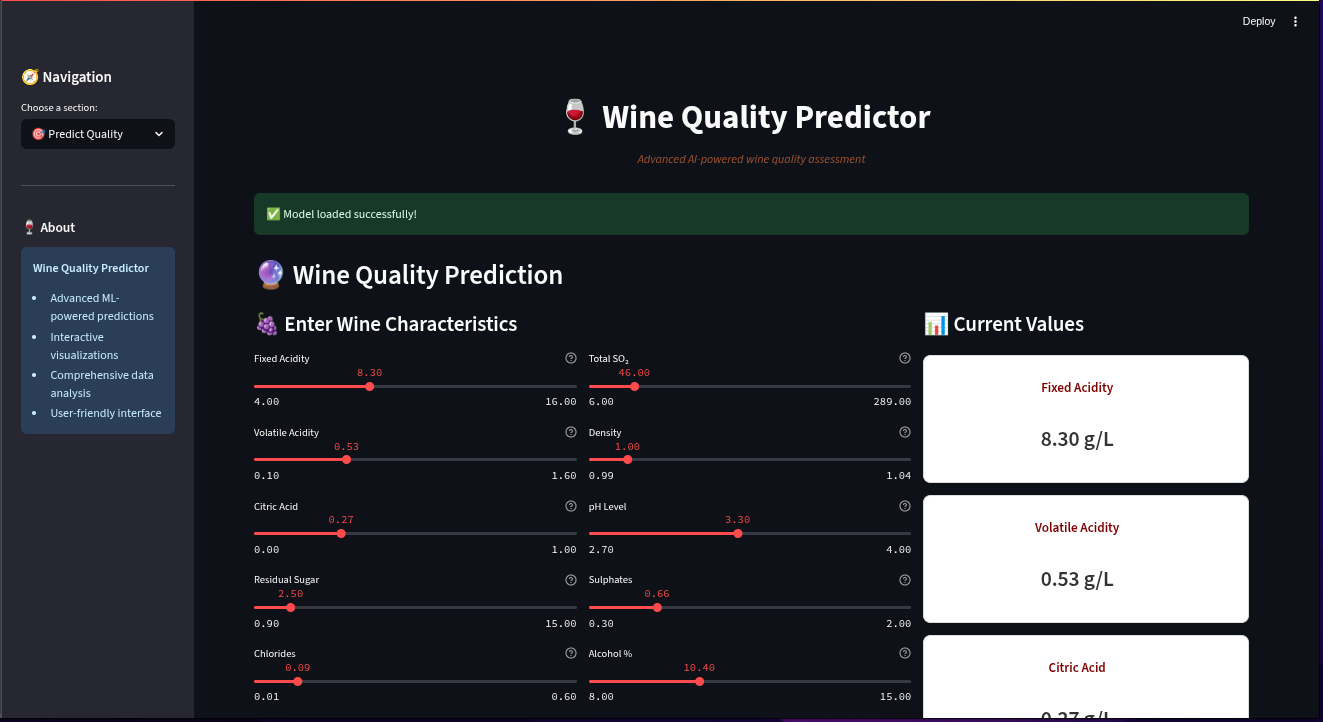 Deploy
🧭 Navigation
Choose a section:
🎯 Predict Quality
🍷 About
Wine Quality Predictor
• Advanced ML-
powered predictions
• Interactive
visualizations
• Comprehensive data
analysis
• User-friendly interface
🍷 Wine Quality Predictor
Advanced AI-powered wine quality assessment
✅ Model loaded successfully!
🔮 Wine Quality Prediction
🍇 Enter Wine Characteristics
Fixed Acidity
8.30
4.00 16.00
Volatile Acidity
0.53
0.10 1.60
Citric Acid
0.27
0.00 1.00
Residual Sugar
2.50
0.90 15.00
Chlorides
0.09
0.01 0.60
Total SO₂
46.00
6.00 289.00
Density
1.00
0.99 1.04
pH Level
3.30
2.70 4.00
Sulphates
0.66
0.30 2.00
Alcohol %
10.40
8.00 15.00
📊 Current Values
Fixed Acidity
8.30 g/L
Volatile Acidity
0.53 g/L
Citric Acid
0.27 g/L